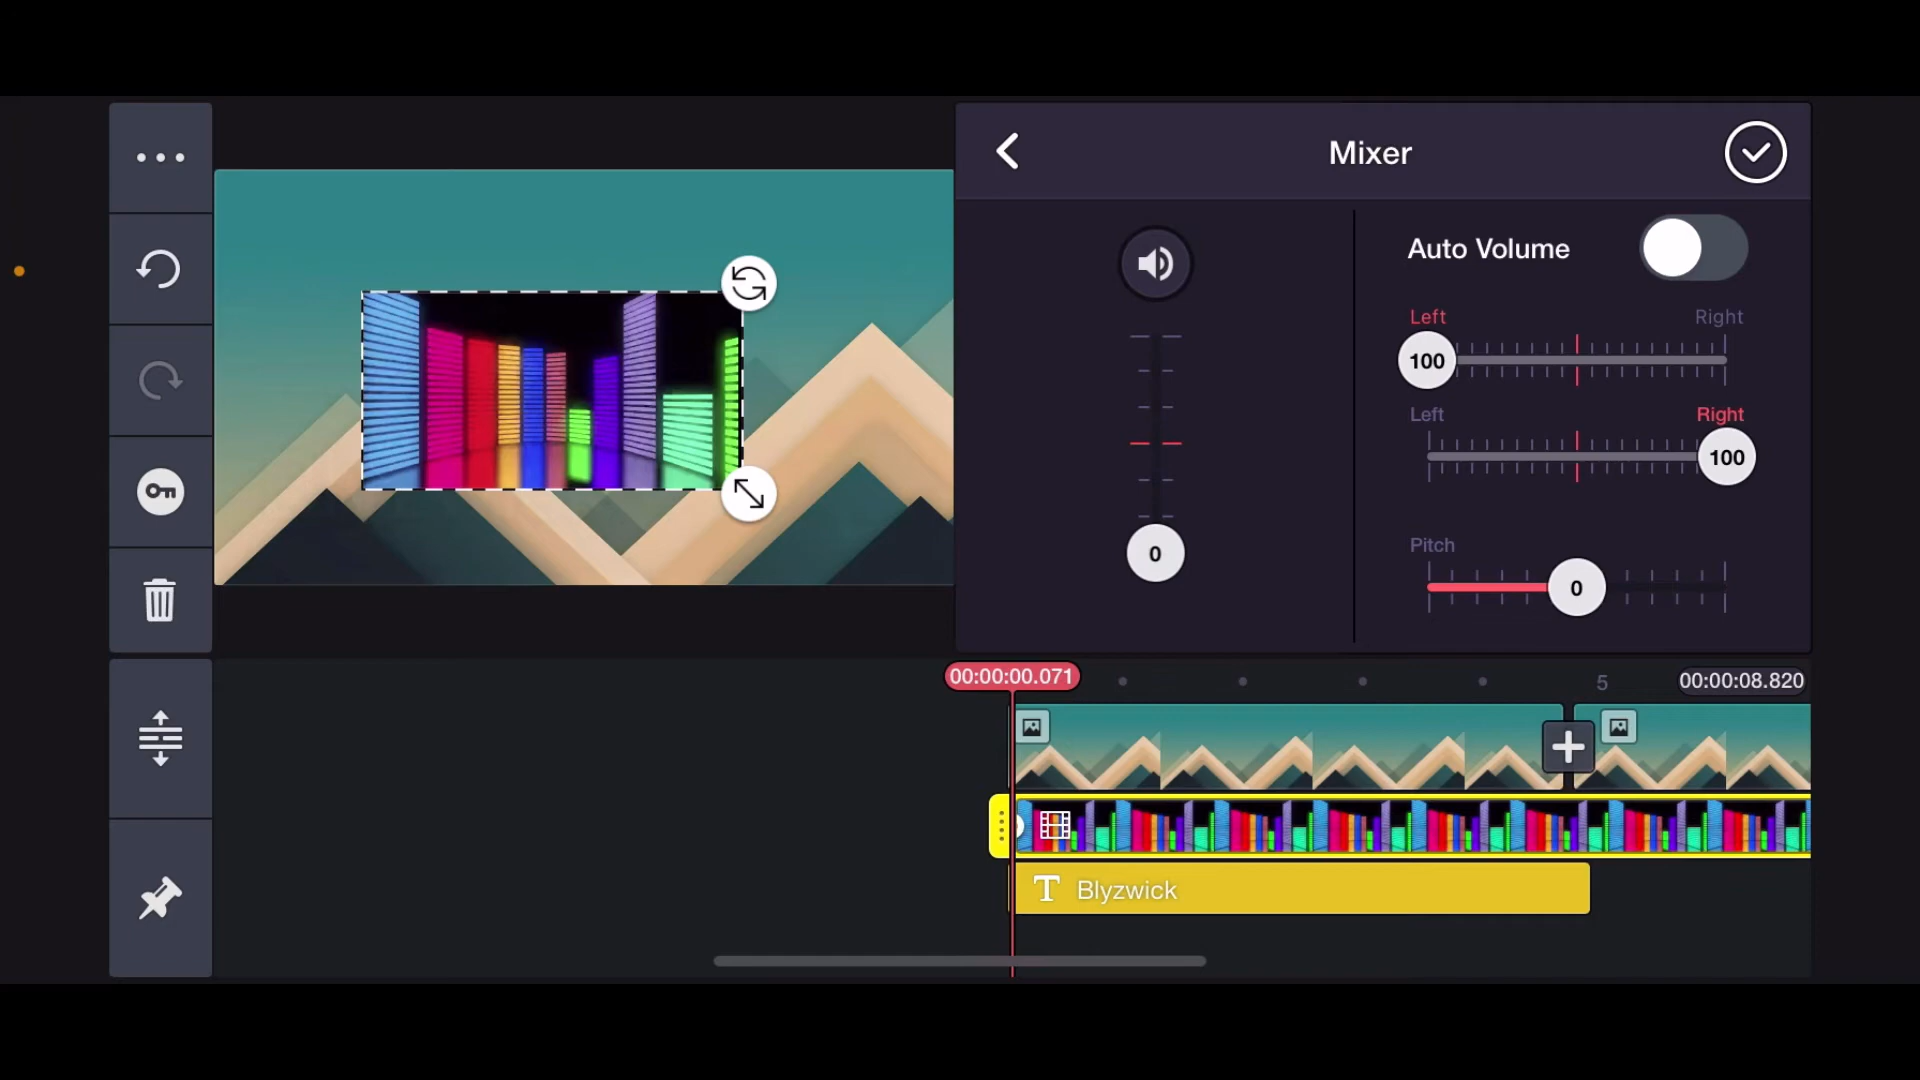 Mixer
Auto Volume
Left Right
100
Left Right
100
0
Pitch
0
00:00:00.071
5
00:00:08.820
T Blyzwick